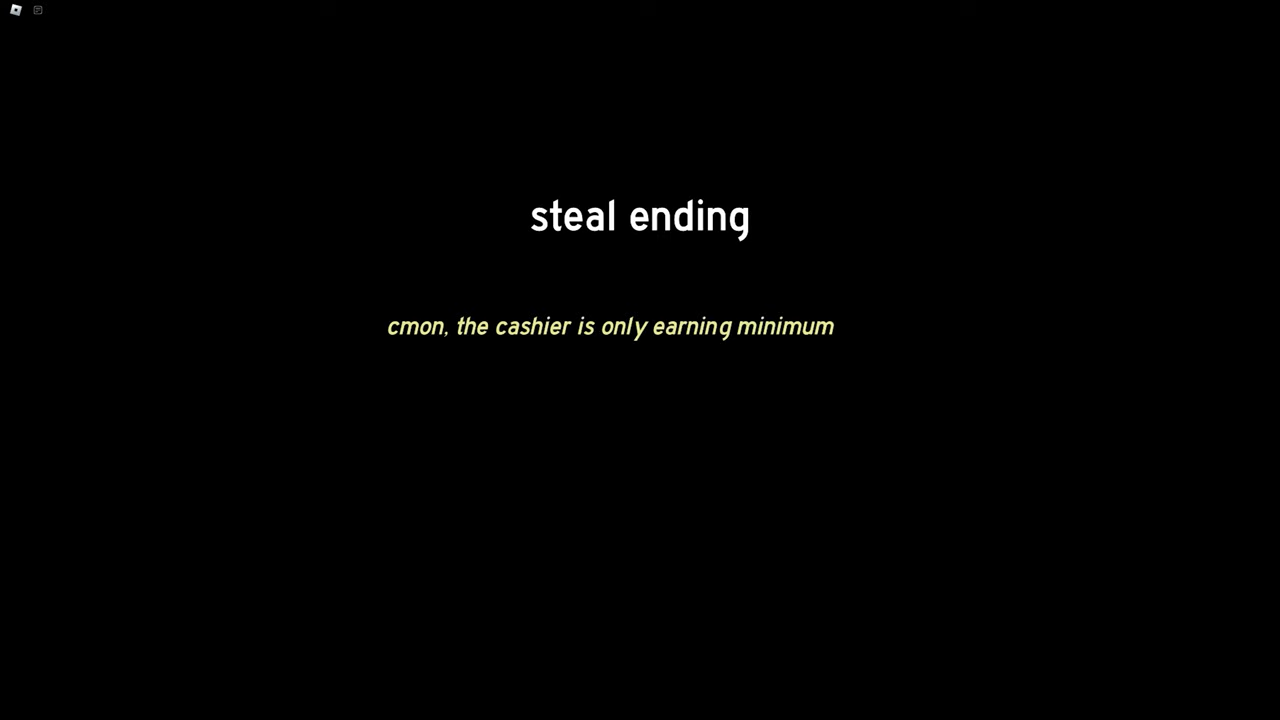 steal ending
cmon, the cashier is only earning minimum